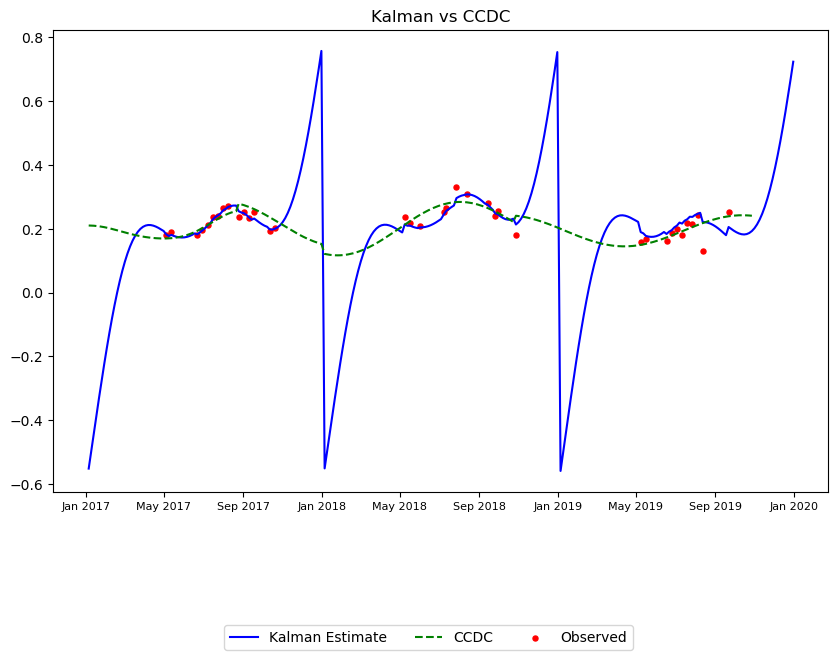 Kalman vs CCDC
0.8
0.6
0.4
0.2
0.0
−0.2
−0.4
−0.6
Jan 2017 May 2017 Sep 2017 Jan 2018 May 2018 Sep 2018 Jan 2019 May 2019 Sep 2019 Jan 2020
Kalman Estimate CCDC Observed